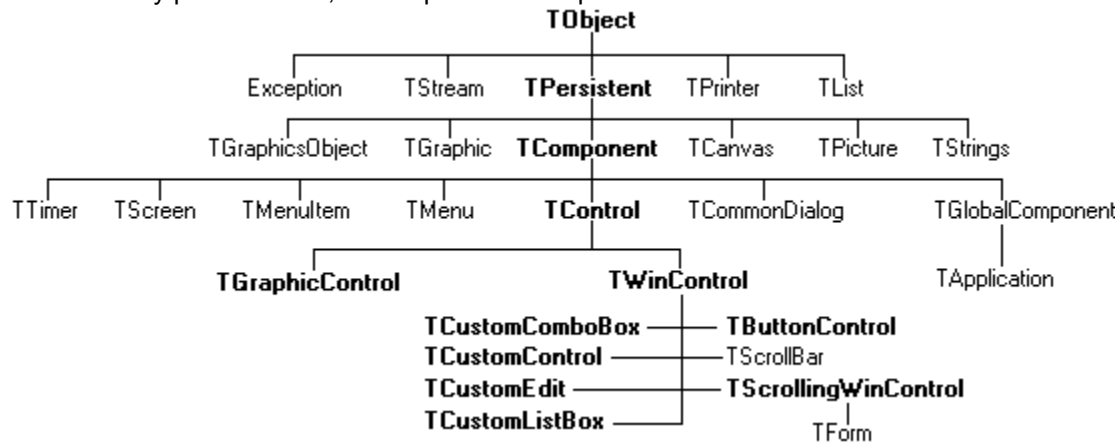 TObject
Exception TStream TPersistent TPrinter TList
TGraphicsObject TGraphic TComponent TCanvas TPicture TStrings
TTimer TScreen TMenuItem TMenu TControl TCommonDialog TGlobalComponent
TGraphicControl TWinControl TApplication
TCustomComboBox TButtonControl
TCustomControl TScrollBar
TCustomEdit TScrollingWinControl
TCustomListBox
TForm